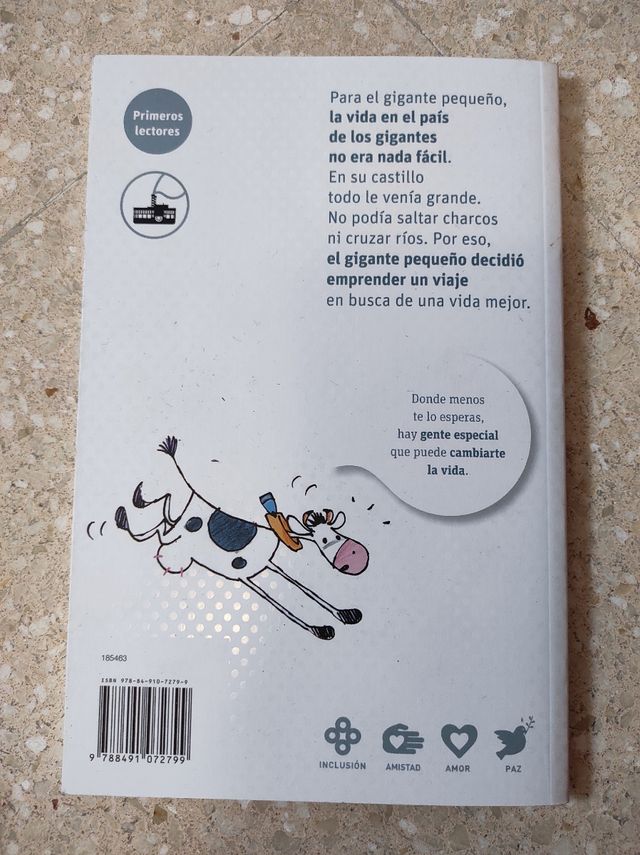 Primeros
lectores
Para el gigante pequeño,
la vida en el país
de los gigantes
no era nada fácil.
En su castillo
todo le venía grande.
No podía saltar charcos
ni cruzar ríos. Por eso,
el gigante pequeño decidió
emprender un viaje
en busca de una vida mejor.
Donde menos
te lo esperas,
hay gente especial
que puede cambiarte
la vida.
185463
ISBN 978-84-910-7279-9
9 788491 072799
INCLUSIÓN
AMISTAD
AMOR
PAZ